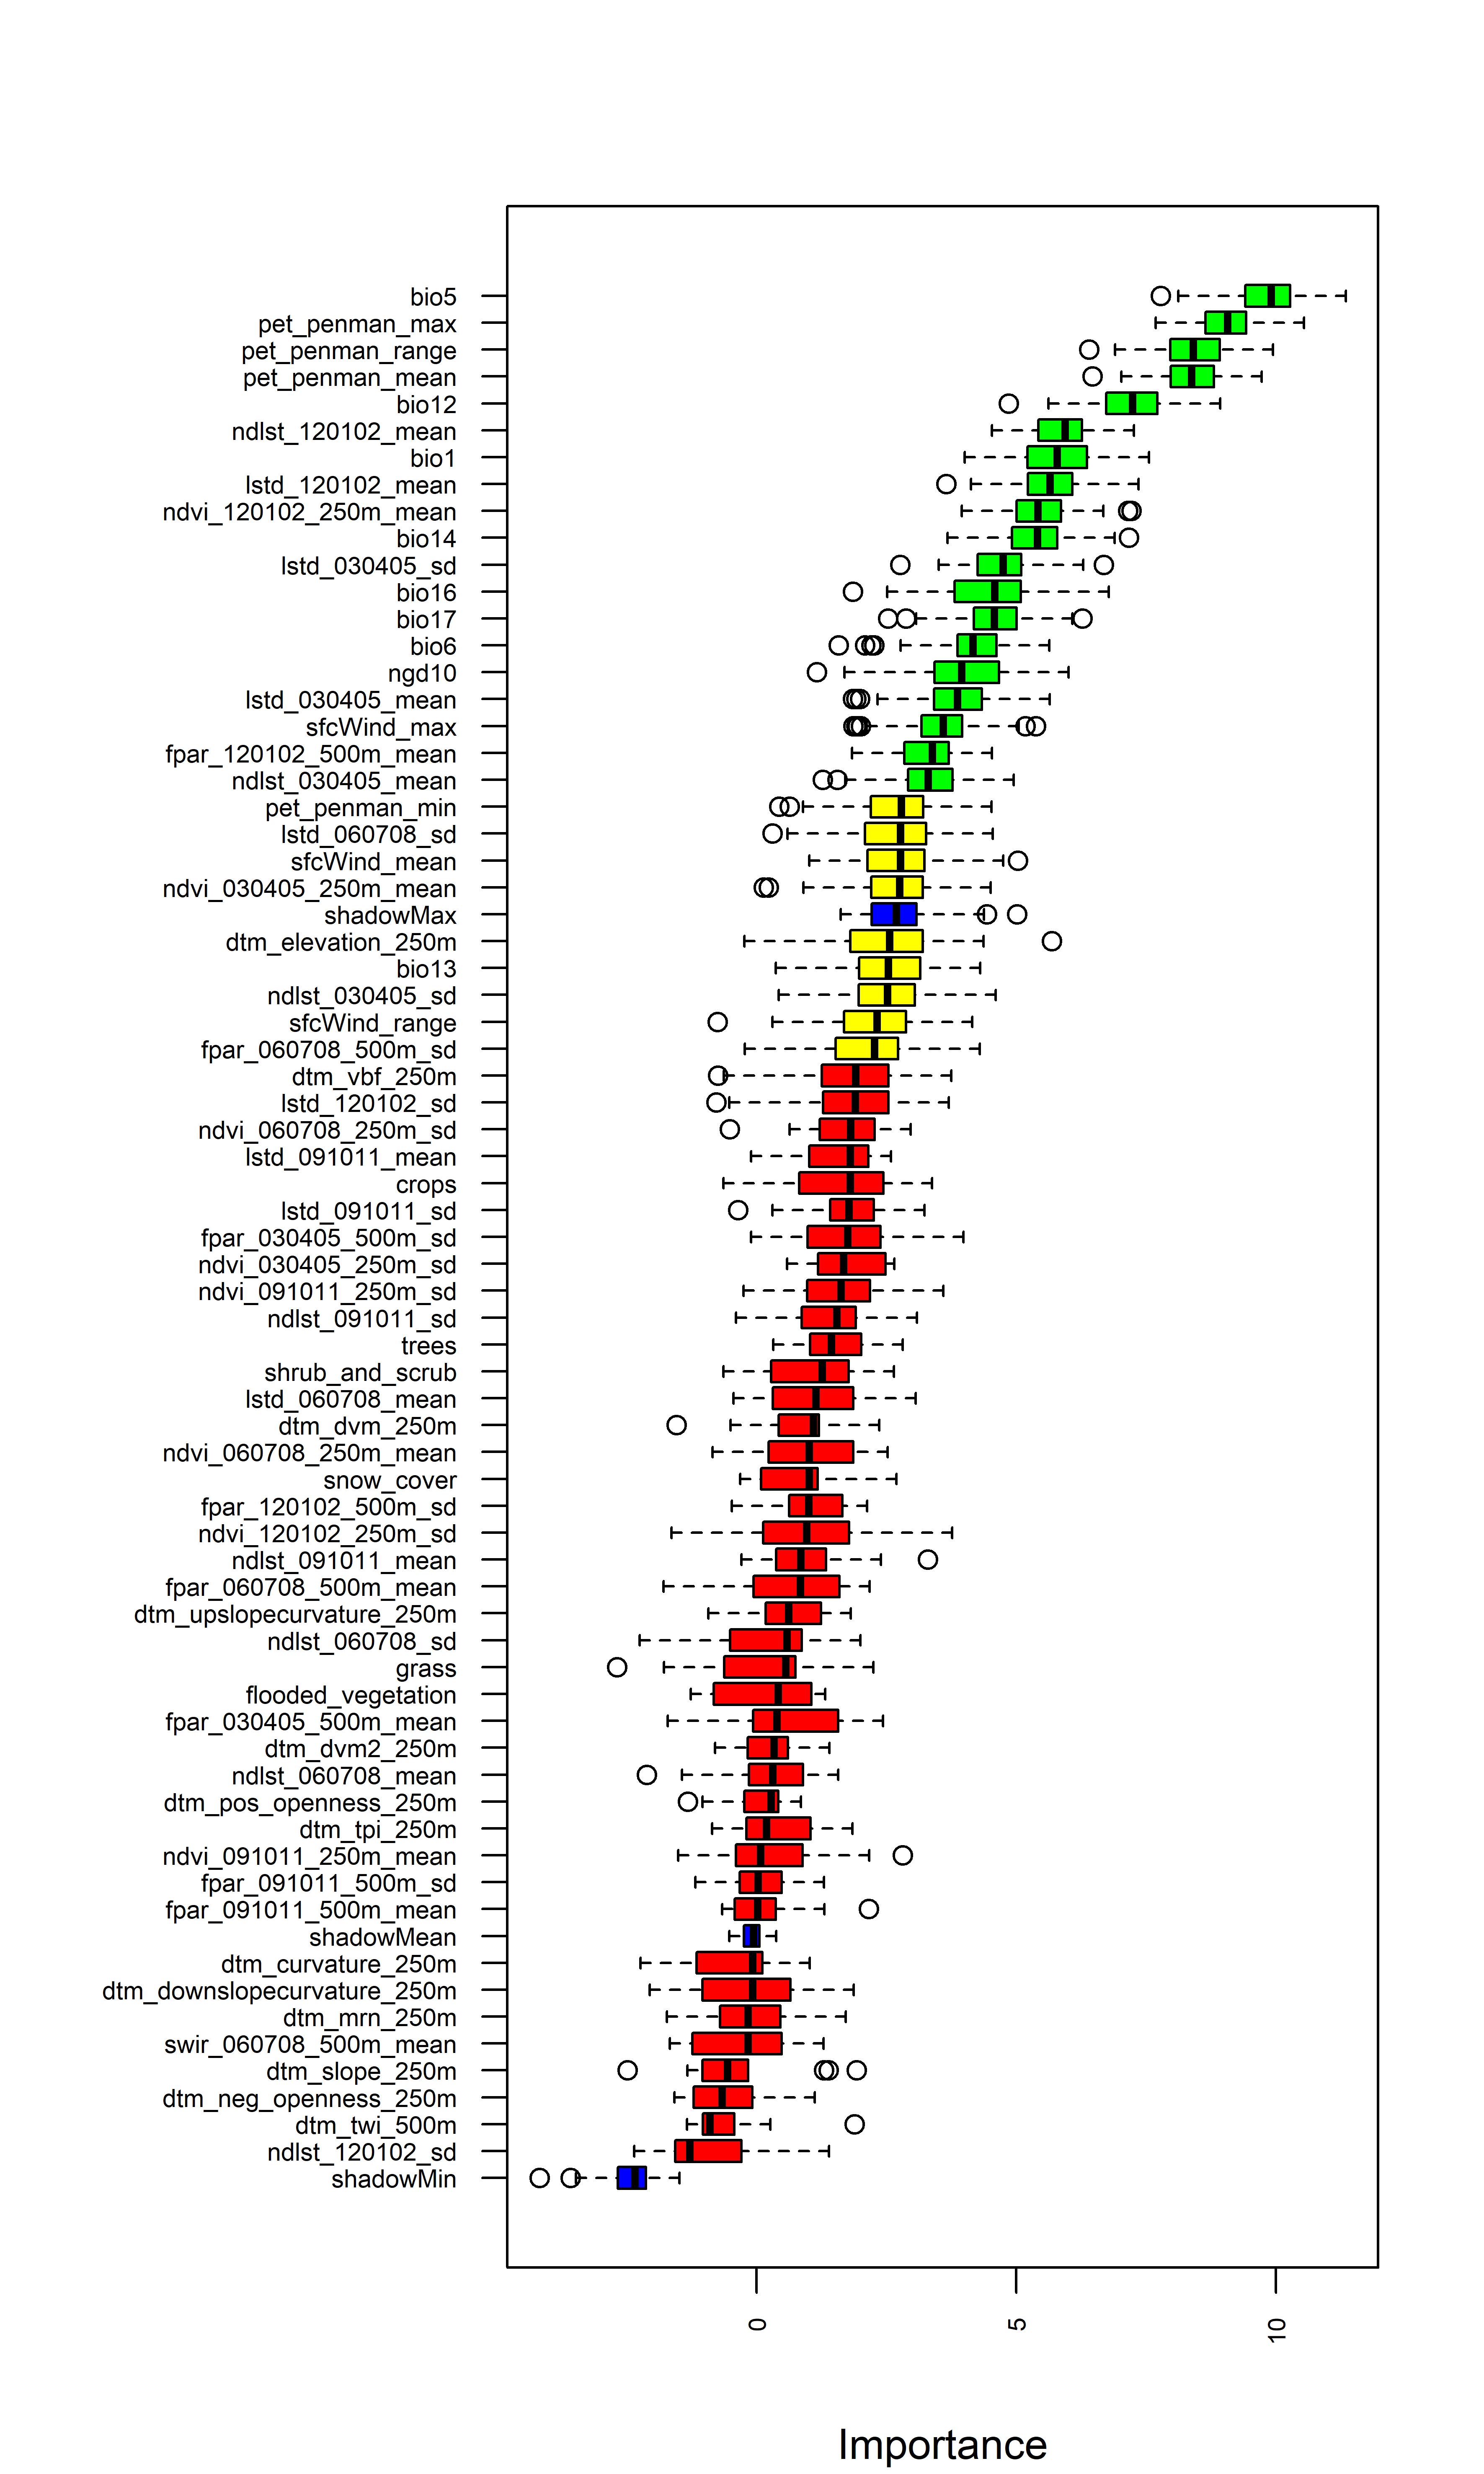 bio5
pet_penman_max
pet_penman_range
pet_penman_mean
bio12
ndlst_120102_mean
bio1
lstd_120102_mean
ndvi_120102_250m_mean
bio14
lstd_030405_sd
bio16
bio17
bio6
ngd10
lstd_030405_mean
sfcWind_max
fpar_120102_500m_mean
ndlst_030405_mean
pet_penman_min
lstd_060708_sd
sfcWind_mean
ndvi_030405_250m_mean
shadowMax
dtm_elevation_250m
bio13
ndlst_030405_sd
sfcWind_range
fpar_060708_500m_sd
dtm_vbf_250m
lstd_120102_sd
ndvi_060708_250m_sd
lstd_091011_mean
crops
lstd_091011_sd
fpar_030405_500m_sd
ndvi_030405_250m_sd
ndvi_091011_250m_sd
ndlst_091011_sd
trees
shrub_and_scrub
lstd_060708_mean
dtm_dvm_250m
ndvi_060708_250m_mean
snow_cover
fpar_120102_500m_sd
ndvi_120102_250m_sd
ndlst_091011_mean
fpar_060708_500m_mean
dtm_upslopecurvature_250m
ndlst_060708_sd
grass
flooded_vegetation
fpar_030405_500m_mean
dtm_dvm2_250m
ndlst_060708_mean
dtm_pos_openness_250m
dtm_tpi_250m
ndvi_091011_250m_mean
fpar_091011_500m_sd
fpar_091011_500m_mean
shadowMean
dtm_curvature_250m
dtm_downslopecurvature_250m
dtm_mrn_250m
swir_060708_500m_mean
dtm_slope_250m
dtm_neg_openness_250m
dtm_twi_500m
ndlst_120102_sd
shadowMin
0 5 10
Importance